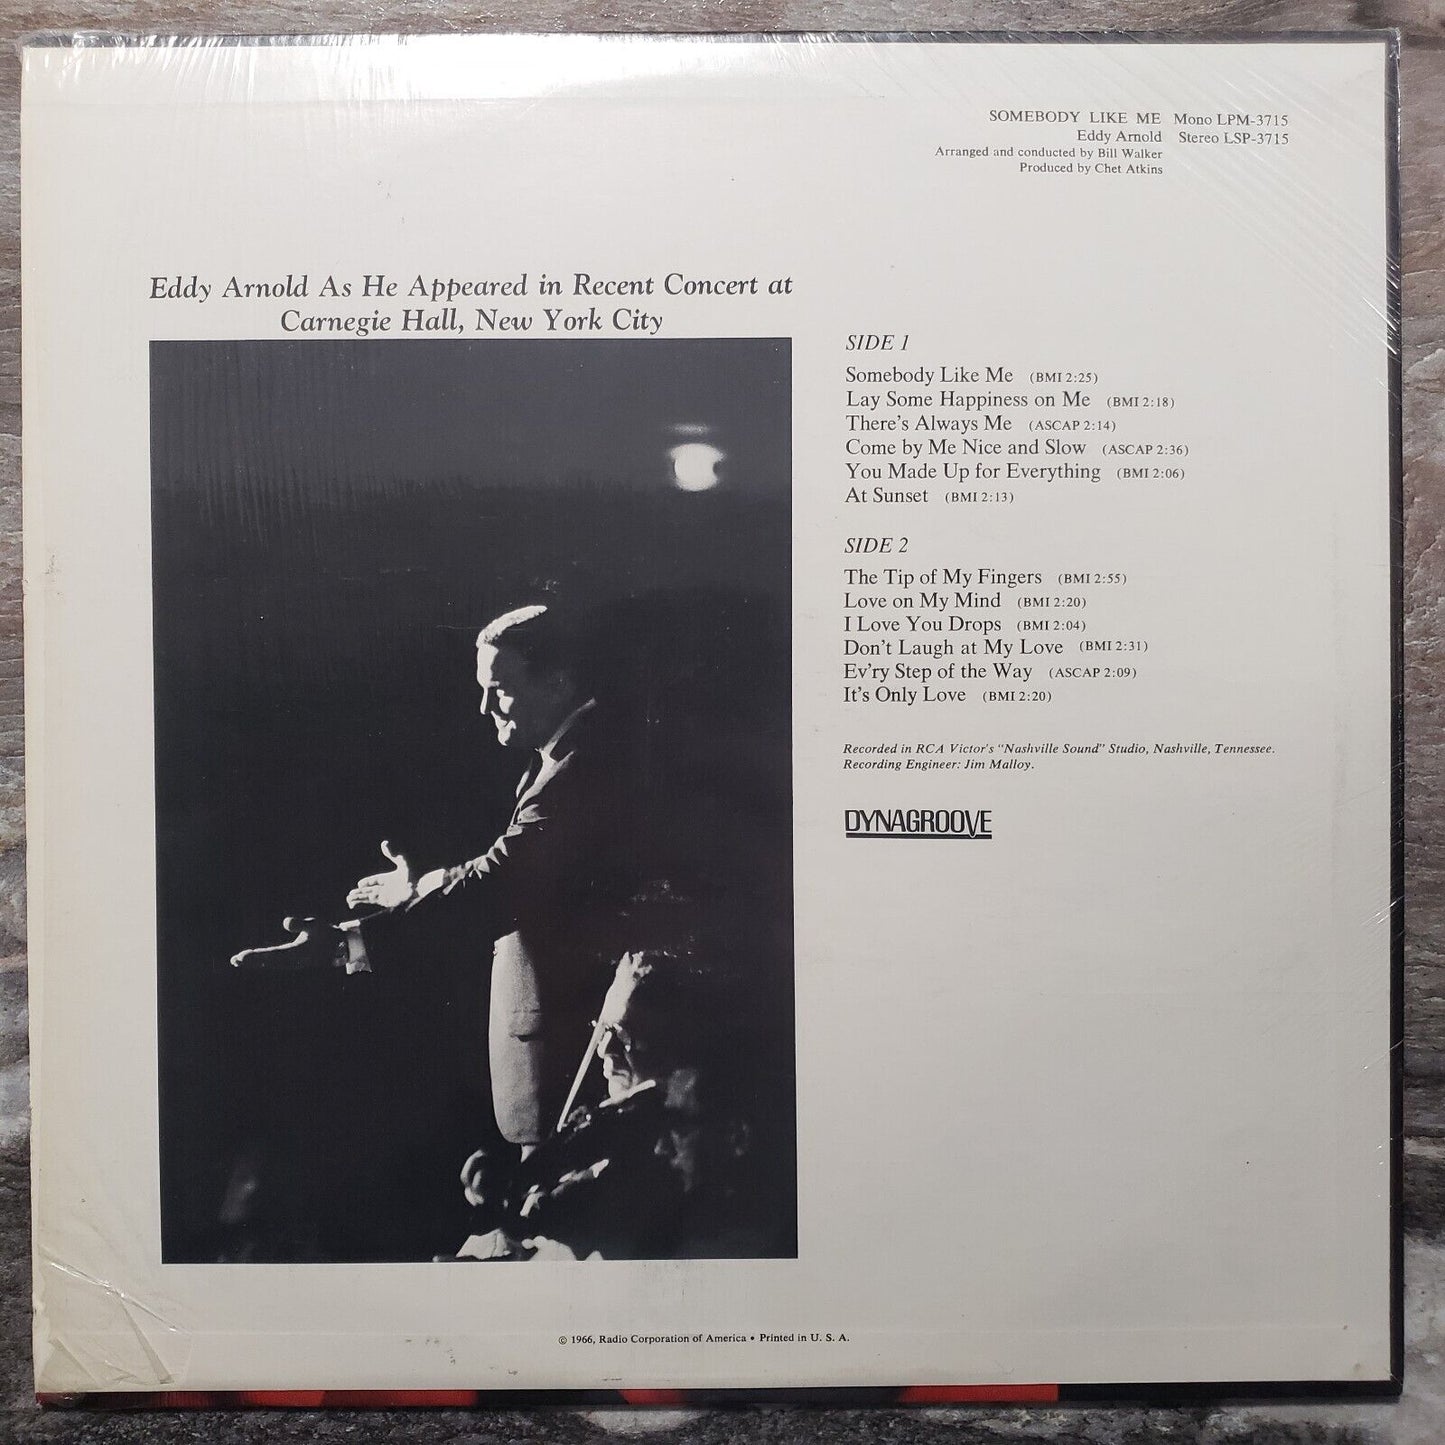 SOMEBODY LIKE ME Mono LPM-3715
Eddy Arnold Stereo LSP-3715
Arranged and conducted by Bill Walker
Produced by Chet Atkins
Eddy Arnold As He Appeared in Recent Concert at
Carnegie Hall, New York City
SIDE 1
Somebody Like Me (BMI 2:25)
Lay Some Happiness on Me (BMI 2:18)
There's Always Me (ASCAP 2:14)
Come by Me Nice and Slow (ASCAP 2:36)
You Made Up for Everything (BMI 2:06)
At Sunset (BMI 2:13)
SIDE 2
The Tip of My Fingers (BMI 2:55)
Love on My Mind (BMI 2:20)
I Love You Drops (BMI 2:04)
Don't Laugh at My Love (BMI 2:31)
Ev'ry Step of the Way (ASCAP 2:09)
It's Only Love (BMI 2:20)
Recorded in RCA Victor's "Nashville Sound" Studio, Nashville, Tennessee.
Recording Engineer: Jim Malloy.
DYNAGROOVE
© 1966, Radio Corporation of America • Printed in U. S. A.